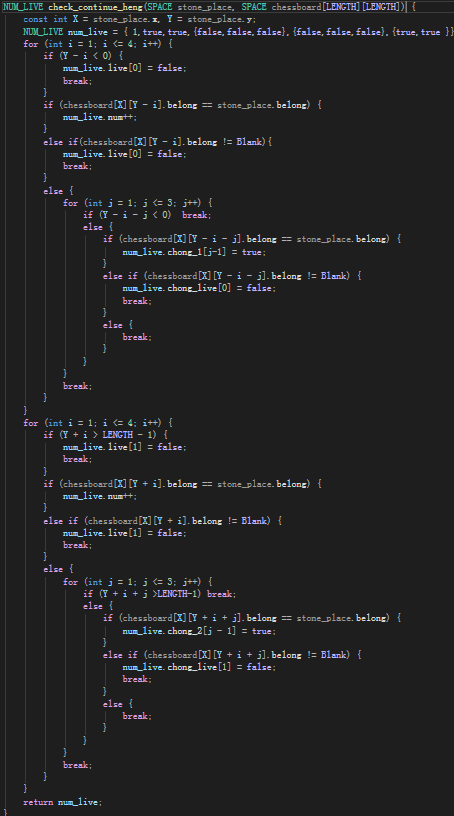 NUM_LIVE check_continue_heng(SPACE stone_place, SPACE chessboard[LENGTH][LENGTH]) {
    const int X = stone_place.x, Y = stone_place.y;
    NUM_LIVE num_live = { 1,true,true,{false,false,false},{false,false,false},{true,true }};
    for (int i = 1; i <= 4; i++) {
        if (Y - i < 0) {
            num_live.live[0] = false;
            break;
        }
        if (chessboard[X][Y - i].belong == stone_place.belong) {
            num_live.num++;
        }
        else if(chessboard[X][Y - i].belong != Blank){
            num_live.live[0] = false;
            break;
        }
        else {
            for (int j = 1; j <= 3; j++) {
                if (Y - i - j < 0)  break;
                else {
                    if (chessboard[X][Y - i - j].belong == stone_place.belong) {
                        num_live.chong_1[j-1] = true;
                    }
                    else if (chessboard[X][Y - i - j].belong != Blank) {
                        num_live.chong_live[0] = false;
                        break;
                    }
                    else {
                        break;
                    }
                }
            }
            break;
        }
    }
    for (int i = 1; i <= 4; i++) {
        if (Y + i > LENGTH - 1) {
            num_live.live[1] = false;
            break;
        }
        if (chessboard[X][Y + i].belong == stone_place.belong) {
            num_live.num++;
        }
        else if (chessboard[X][Y + i].belong != Blank) {
            num_live.live[1] = false;
            break;
        }
        else {
            for (int j = 1; j <= 3; j++) {
                if (Y + i + j >LENGTH-1) break;
                else {
                    if (chessboard[X][Y + i + j].belong == stone_place.belong) {
                        num_live.chong_2[j - 1] = true;
                    }
                    else if (chessboard[X][Y + i + j].belong != Blank) {
                        num_live.chong_live[1] = false;
                        break;
                    }
                    else {
                        break;
                    }
                }
            }
            break;
        }
    }
    return num_live;
}